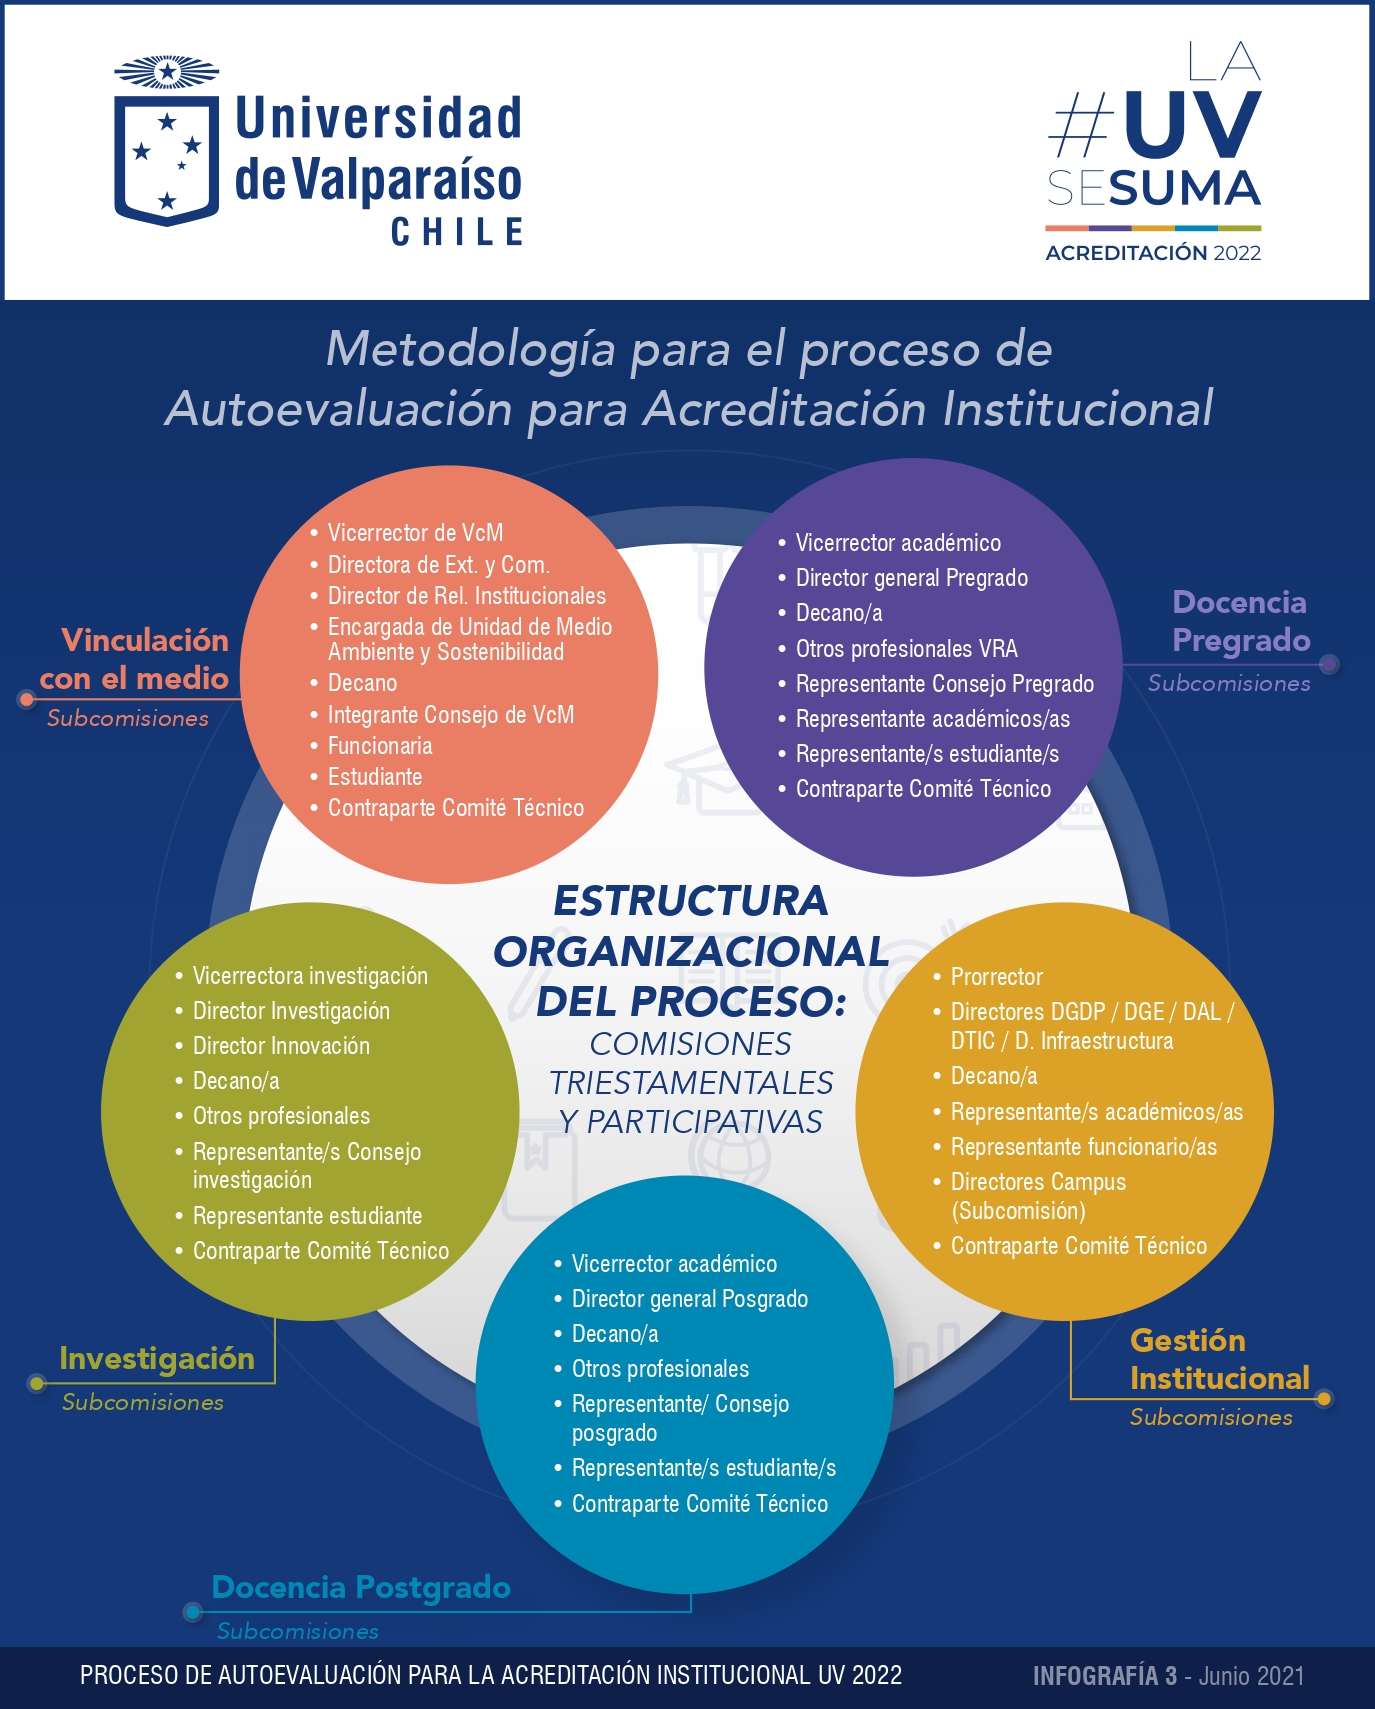 Universidad
de Valparaíso
CHILE
LA
#UV
SESUMA
ACREDITACIÓN 2022
Metodología para el proceso de
Autoevaluación para Acreditación Institucional
Vinculación
con el medio
Subcomisiones
• Vicerrector de VcM
• Directora de Ext. y Com.
• Director de Rel. Institucionales
• Encargada de Unidad de Medio
Ambiente y Sostenibilidad
• Decano
• Integrante Consejo de VcM
• Funcionaria
• Estudiante
• Contraparte Comité Técnico
• Vicerrector académico
• Director general Pregrado
• Decano/a
• Otros profesionales VRA
• Representante Consejo Pregrado
• Representante académicos/as
• Representante/s estudiante/s
• Contraparte Comité Técnico
Docencia
Pregrado
Subcomisiones
ESTRUCTURA
ORGANIZACIONAL
DEL PROCESO:
COMISIONES
TRIESTAMENTALES
Y PARTICIPATIVAS
• Vicerrectora investigación
• Director Investigación
• Director Innovación
• Decano/a
• Otros profesionales
• Representante/s Consejo
investigación
• Representante estudiante
• Contraparte Comité Técnico
Investigación
Subcomisiones
• Prorrector
• Directores DGDP / DGE / DAL /
DTIC / D. Infraestructura
• Decano/a
• Representante/s académicos/as
• Representante funcionario/as
• Directores Campus
(Subcomisión)
• Contraparte Comité Técnico
Gestión
Institucional
Subcomisiones
• Vicerrector académico
• Director general Posgrado
• Decano/a
• Otros profesionales
• Representante/ Consejo
posgrado
• Representante/s estudiante/s
• Contraparte Comité Técnico
Docencia Postgrado
Subcomisiones
PROCESO DE AUTOEVALUACIÓN PARA LA ACREDITACIÓN INSTITUCIONAL UV 2022
INFOGRAFÍA 3 - Junio 2021